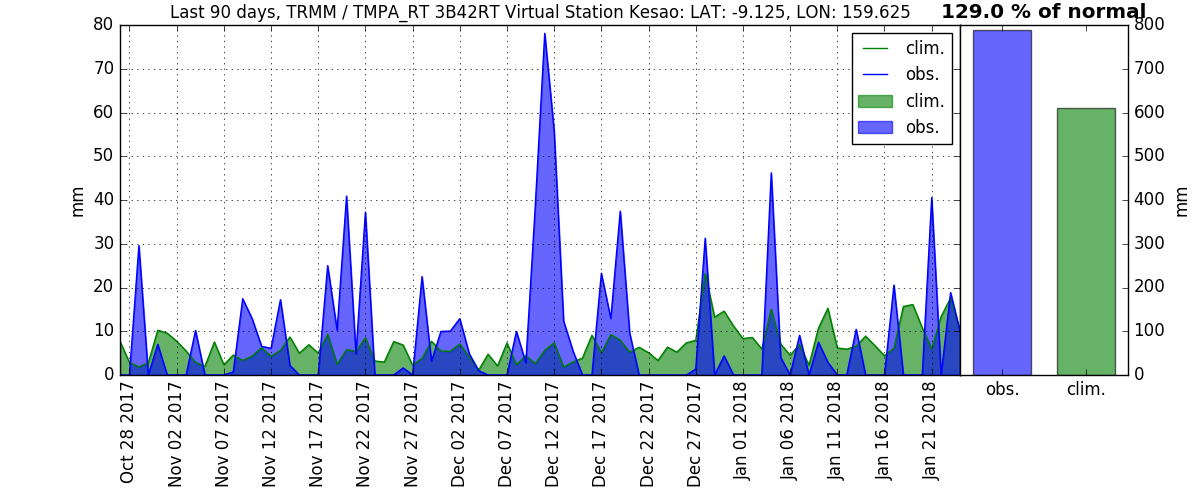 Last 90 days, TRMM / TMPA_RT 3B42RT Virtual Station Kesao: LAT: -9.125, LON: 159.625
129.0 % of normal
80
70
60
50
40
30
20
10
0
mm
clim.
obs.
clim.
obs.
800
700
600
500
400
300
200
100
0
mm
Oct 28 2017
Nov 02 2017
Nov 07 2017
Nov 12 2017
Nov 17 2017
Nov 22 2017
Nov 27 2017
Dec 02 2017
Dec 07 2017
Dec 12 2017
Dec 17 2017
Dec 22 2017
Dec 27 2017
Jan 01 2018
Jan 06 2018
Jan 11 2018
Jan 16 2018
Jan 21 2018
obs.
clim.